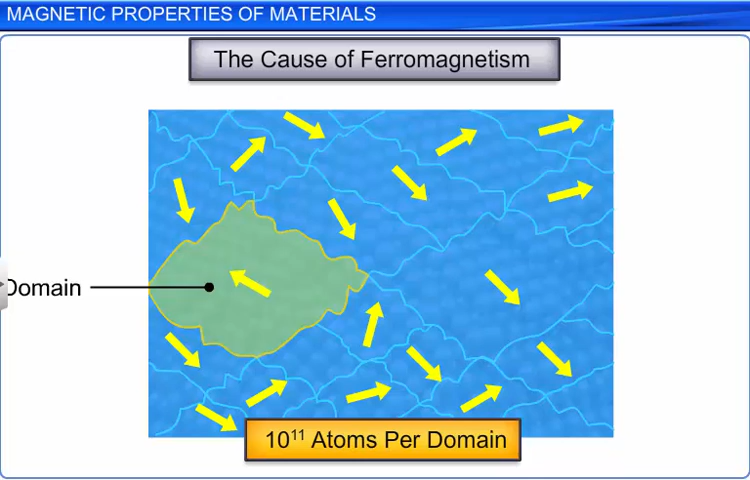 MAGNETIC PROPERTIES OF MATERIALS
The Cause of Ferromagnetism
Domain
10¹¹ Atoms Per Domain